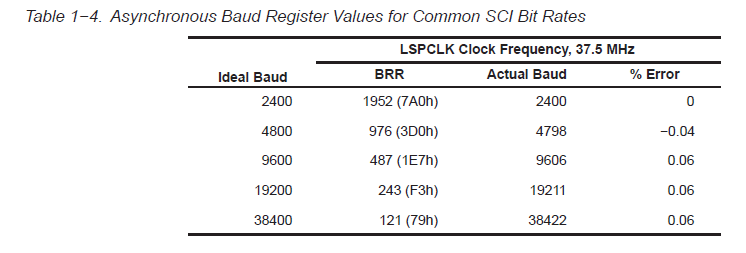 Table 1−4. Asynchronous Baud Register Values for Common SCI Bit Rates
LSPCLK Clock Frequency, 37.5 MHz
Ideal Baud BRR Actual Baud % Error
2400 1952 (7A0h) 2400 0
4800 976 (3D0h) 4798 −0.04
9600 487 (1E7h) 9606 0.06
19200 243 (F3h) 19211 0.06
38400 121 (79h) 38422 0.06